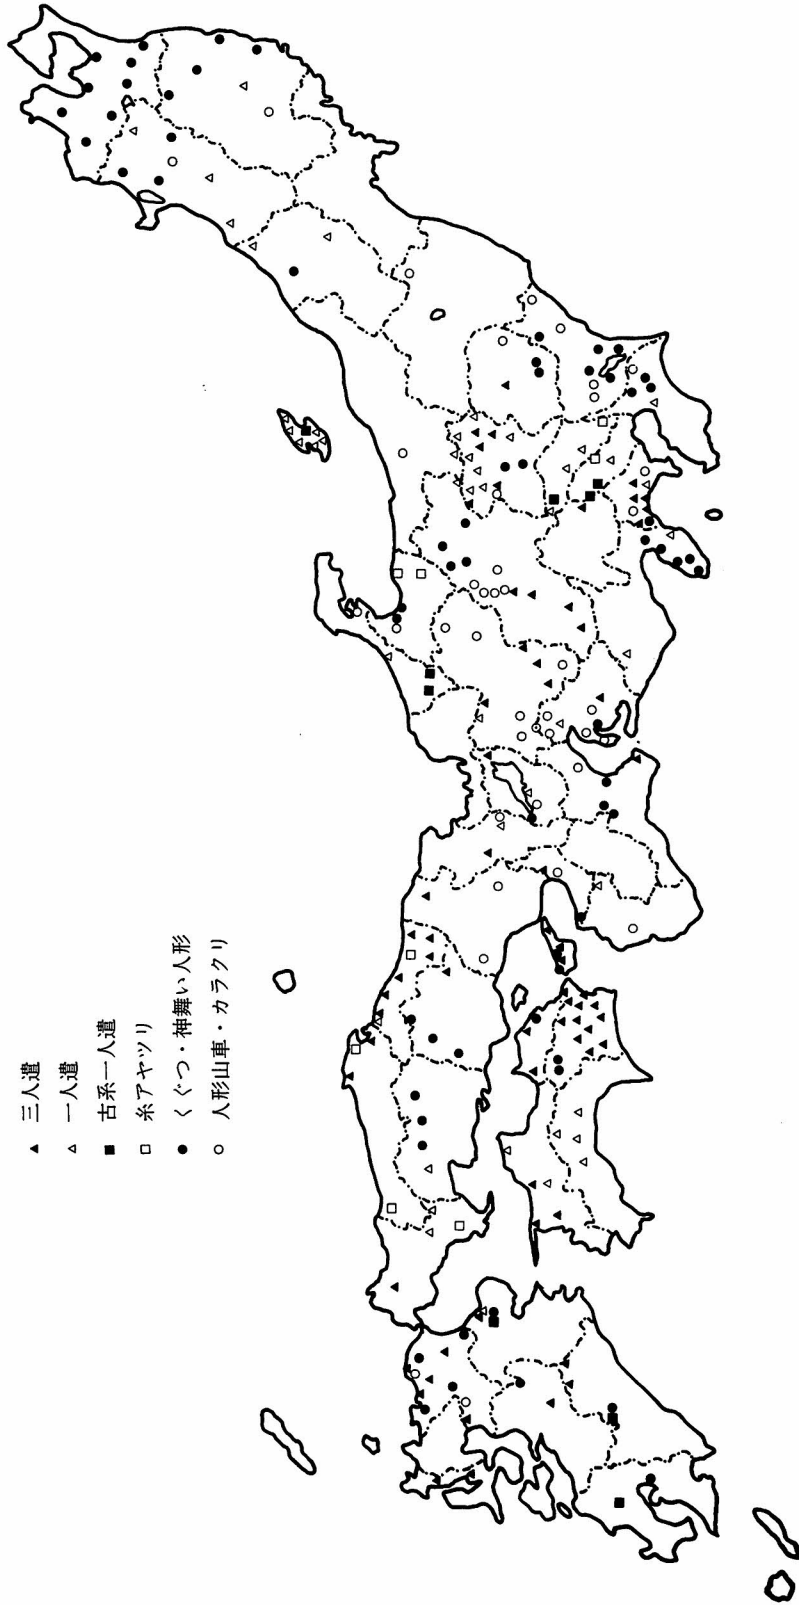 ▲ 三人遣
△ 一人遣
■ 古系一人遣
□ 糸アヤツリ
● くぐつ・神舞い人形
○ 人形山車・カラクリ